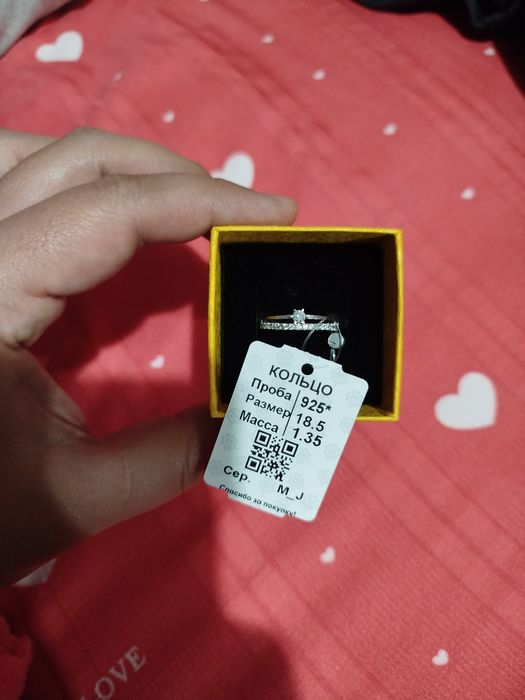 КОЛЬЦО
Проба 925*
Размер 18.5
Масса 1.35
Сер. M_J
Спасибо за покупку!
LOVE